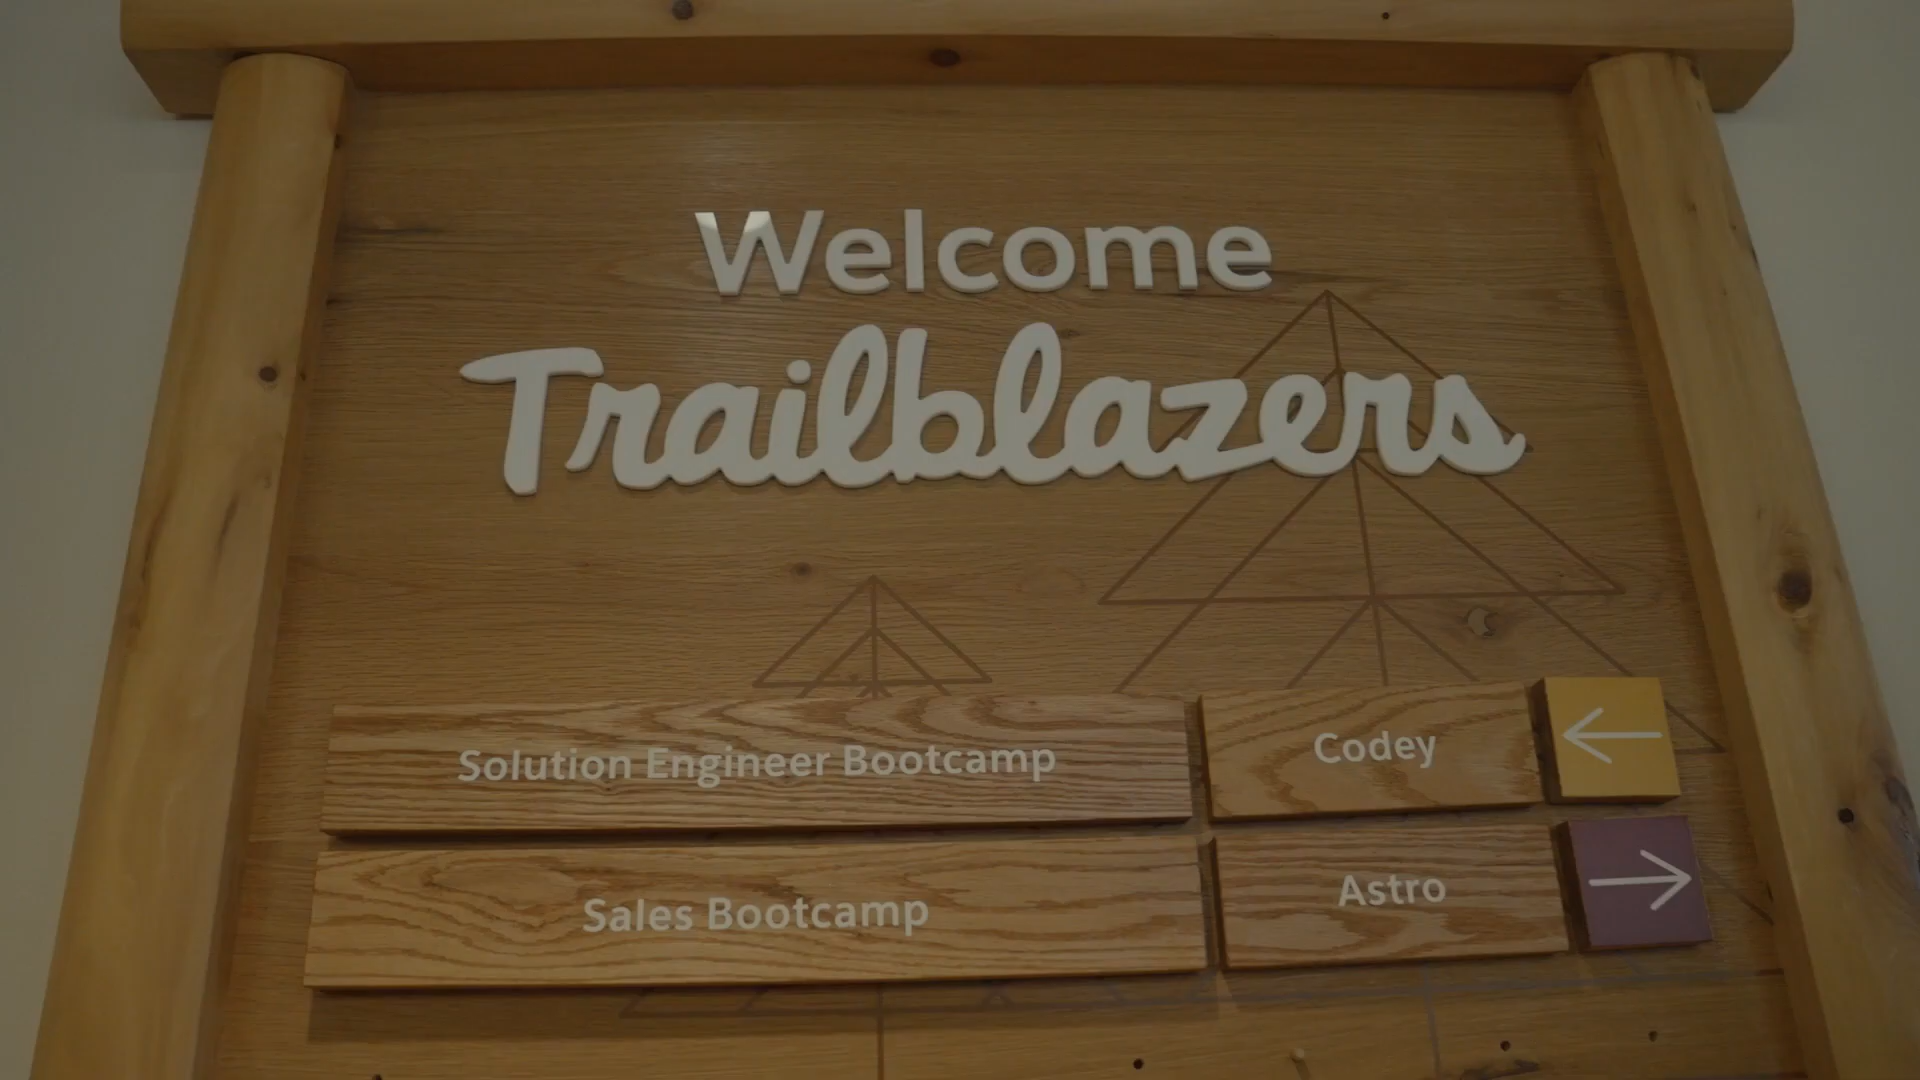 Welcome
Trailblazers
Solution Engineer Bootcamp Codey ←
Sales Bootcamp Astro →